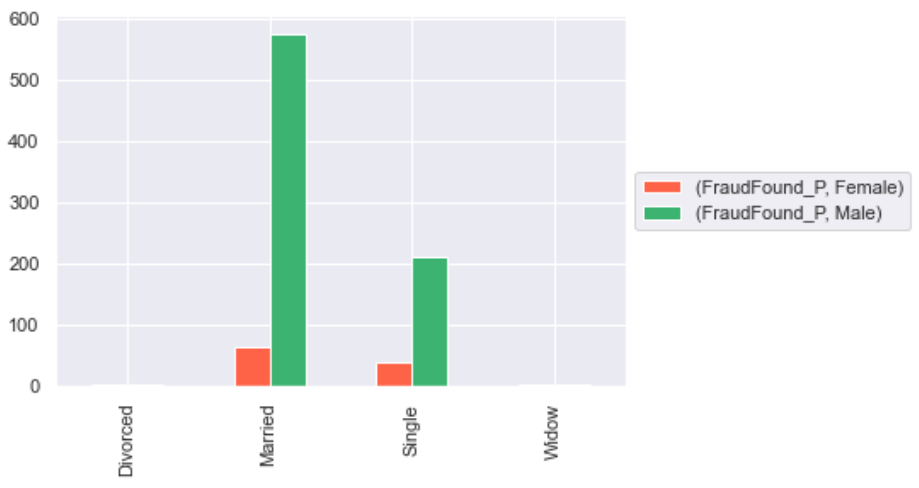 600
500
400
300
200
100
0
Divorced
Married
Single
Widow
(FraudFound_P, Female)
(FraudFound_P, Male)